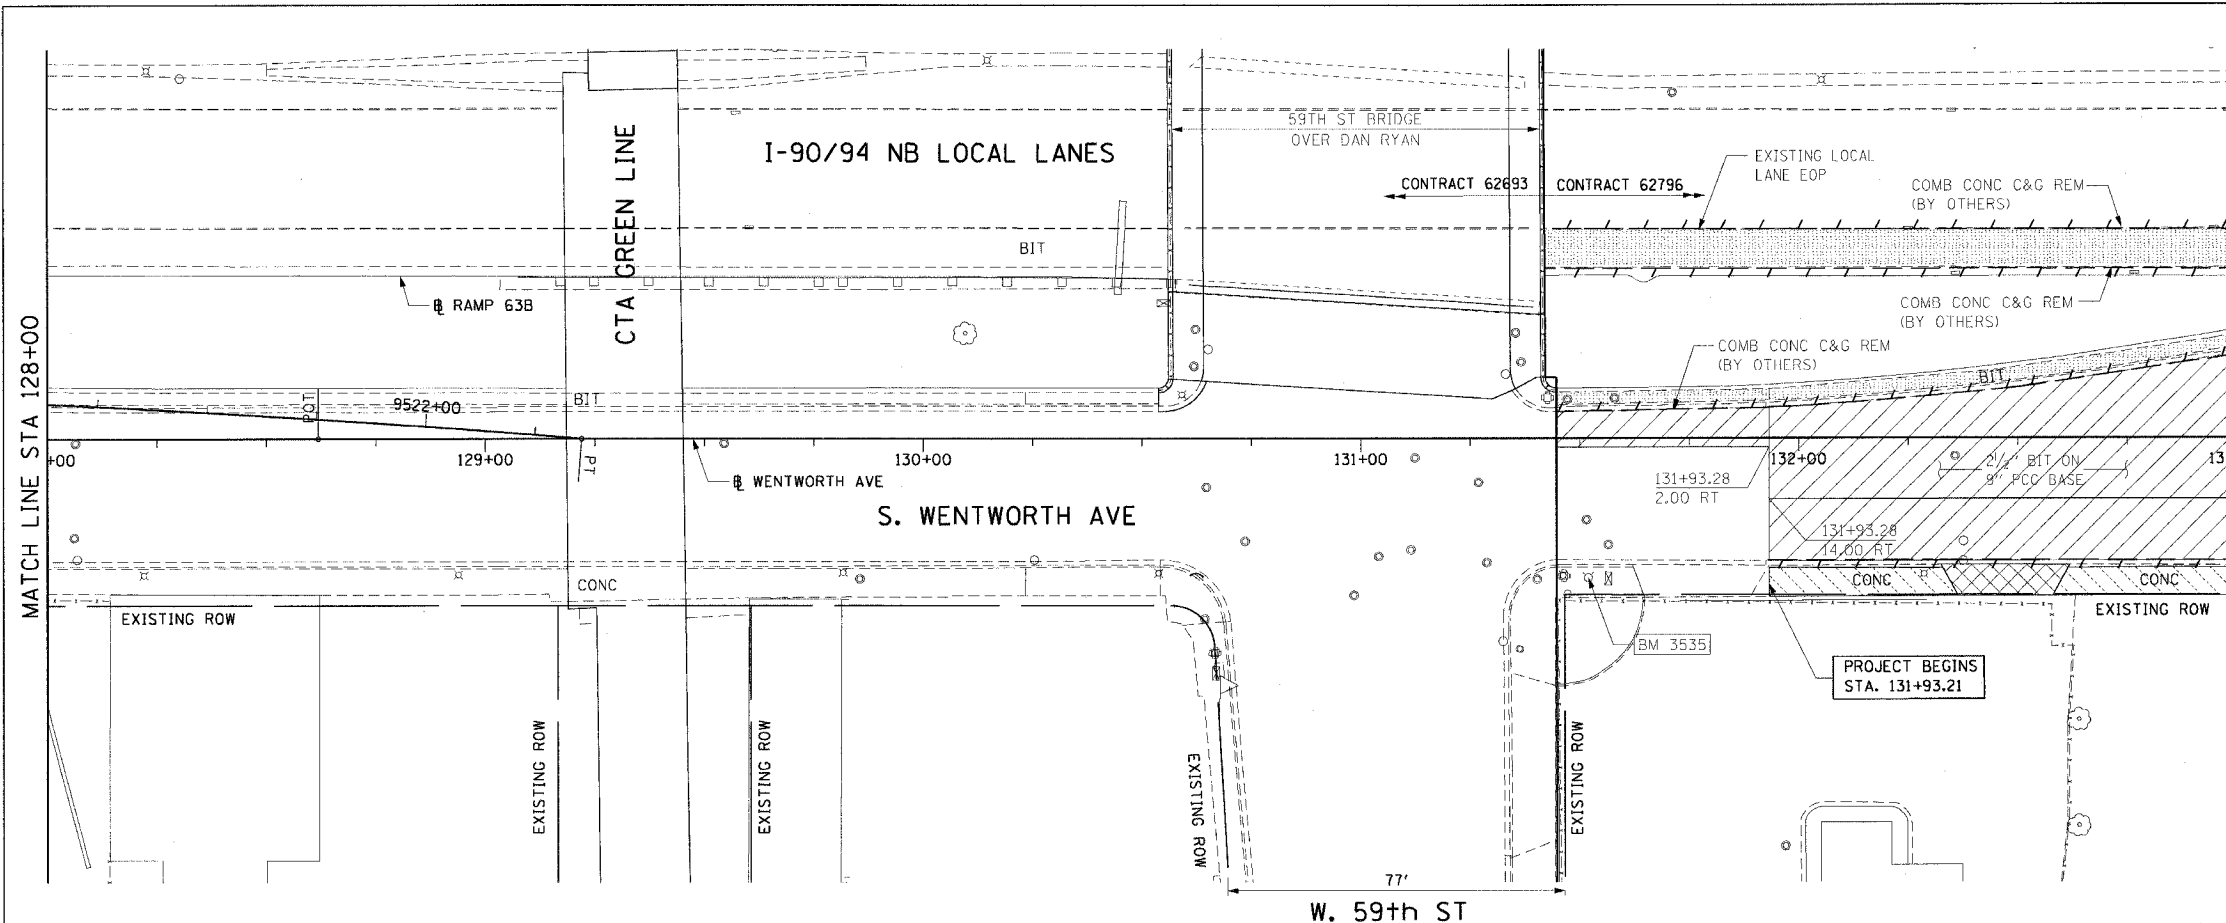 MATCH LINE STA 128+00
CTA GREEN LINE
I-90/94 NB LOCAL LANES
59TH ST BRIDGE
OVER DAN RYAN
CONTRACT 62693
CONTRACT 62796
EXISTING LOCAL
LANE EOP
COMB CONC C&G REM
(BY OTHERS)
BIT
RAMP 63B
COMB CONC C&G REM
(BY OTHERS)
COMB CONC C&G REM
(BY OTHERS)
BIT
POT
9522+00
BIT
+00
129+00
PT
130+00
131+00
132+00
13
WENTWORTH AVE
S. WENTWORTH AVE
131+93.28
2.00 RT
2½" BIT ON
9" PCC BASE
131+93.28
14.00 RT
CONC
CONC
CONC
EXISTING ROW
EXISTING ROW
BM 3535
PROJECT BEGINS
STA. 131+93.21
EXISTING ROW
EXISTING ROW
EXISTING ROW
EXISTING ROW
77'
W. 59th ST